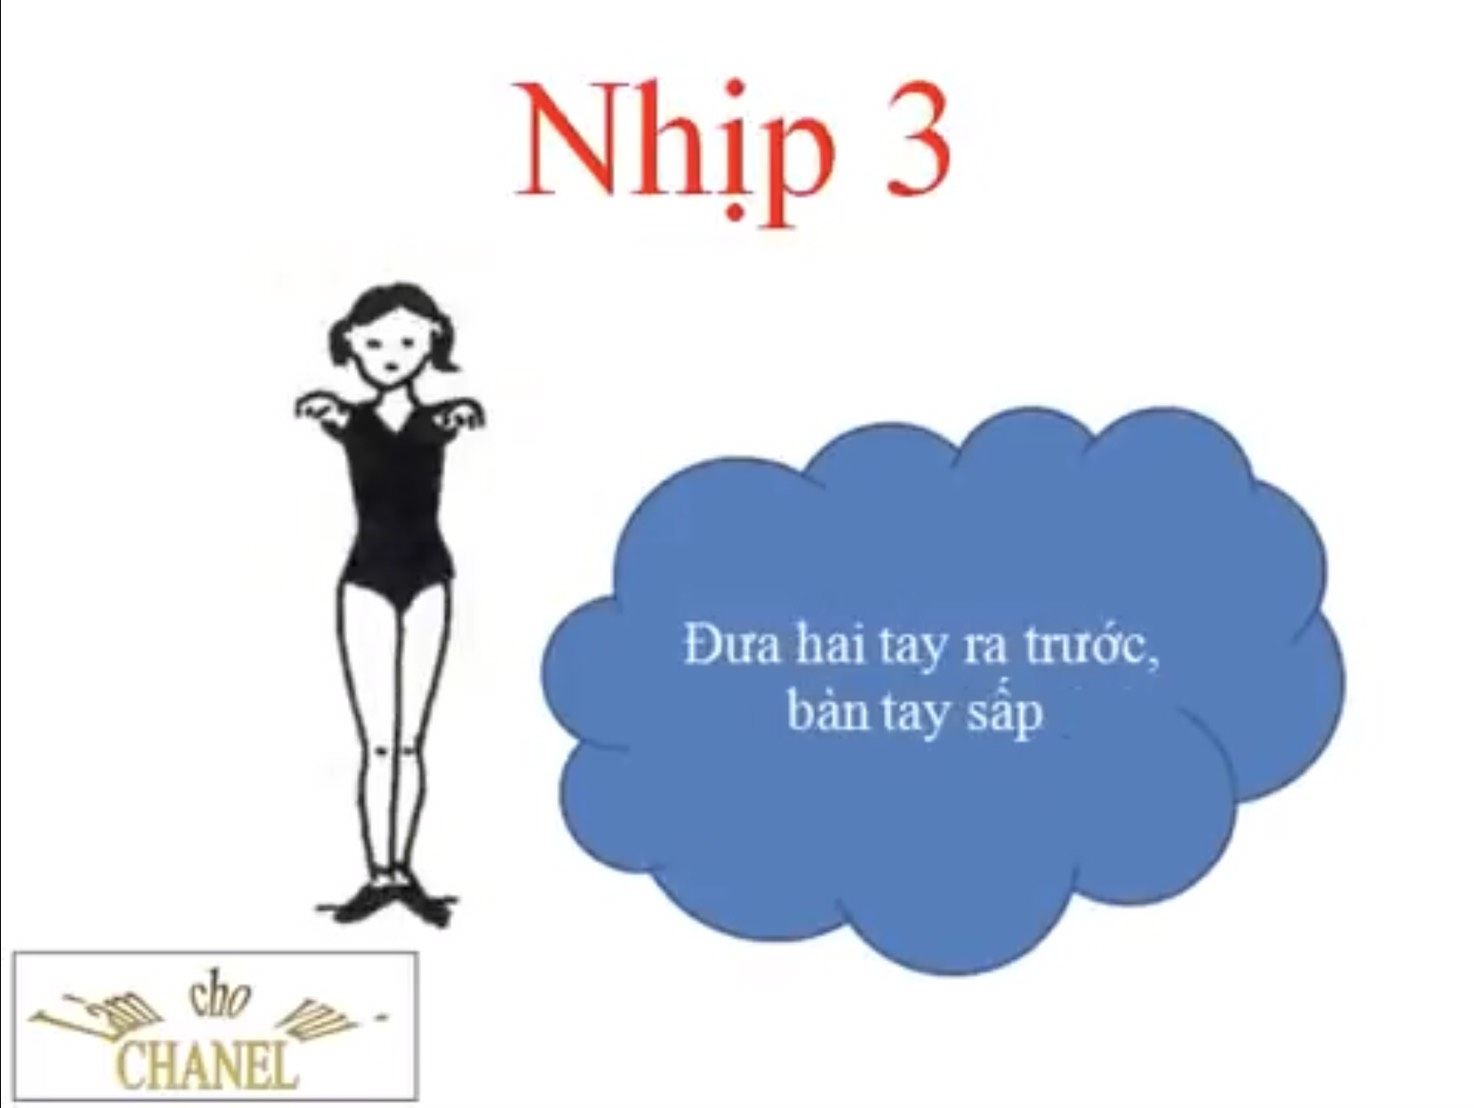 Nhịp 3
Đưa hai tay ra trước,
bàn tay sấp
cho
CHANEL